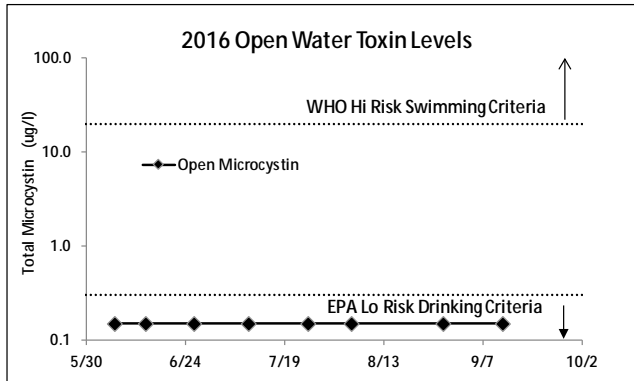 2016 Open Water Toxin Levels
100.0
WHO Hi Risk Swimming Criteria
10.0
Open Microcystin
Total Microcystin (ug/l)
1.0
EPA Lo Risk Drinking Criteria
0.1
5/30 6/24 7/19 8/13 9/7 10/2